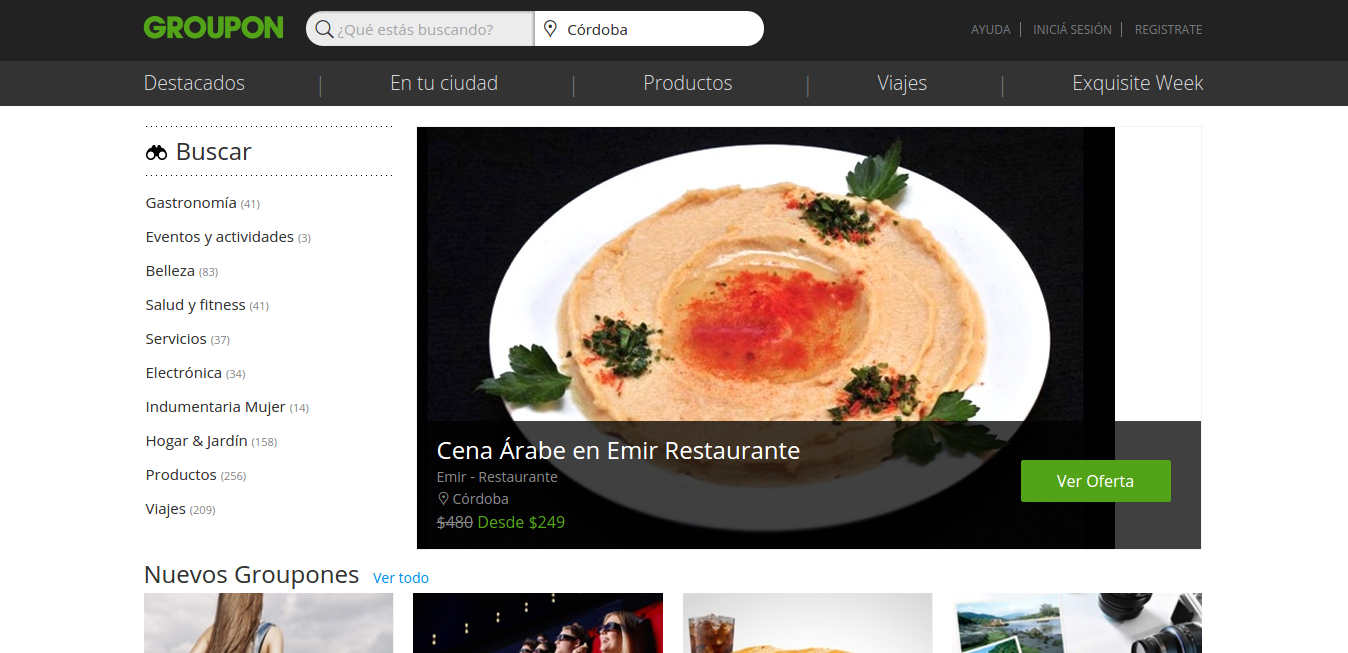 GROUPON
¿Qué estás buscando?
Córdoba
AYUDA
INICIÁ SESIÓN
REGISTRATE
Destacados
En tu ciudad
Productos
Viajes
Exquisite Week
Buscar
Gastronomía (41)
Eventos y actividades (3)
Belleza (83)
Salud y fitness (41)
Servicios (37)
Electrónica (34)
Indumentaria Mujer (14)
Hogar & Jardín (158)
Productos (256)
Viajes (209)
Cena Árabe en Emir Restaurante
Emir - Restaurante
Córdoba
$480 Desde $249
Ver Oferta
Nuevos Groupones Ver todo